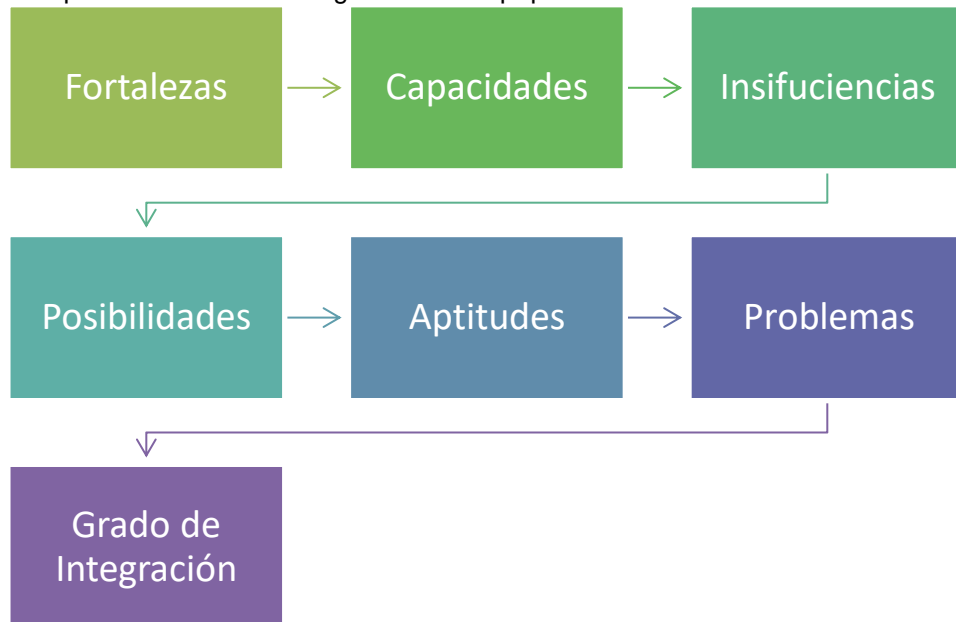 Fortalezas
Capacidades
Insifuciencias
Posibilidades
Aptitudes
Problemas
Grado de
Integración